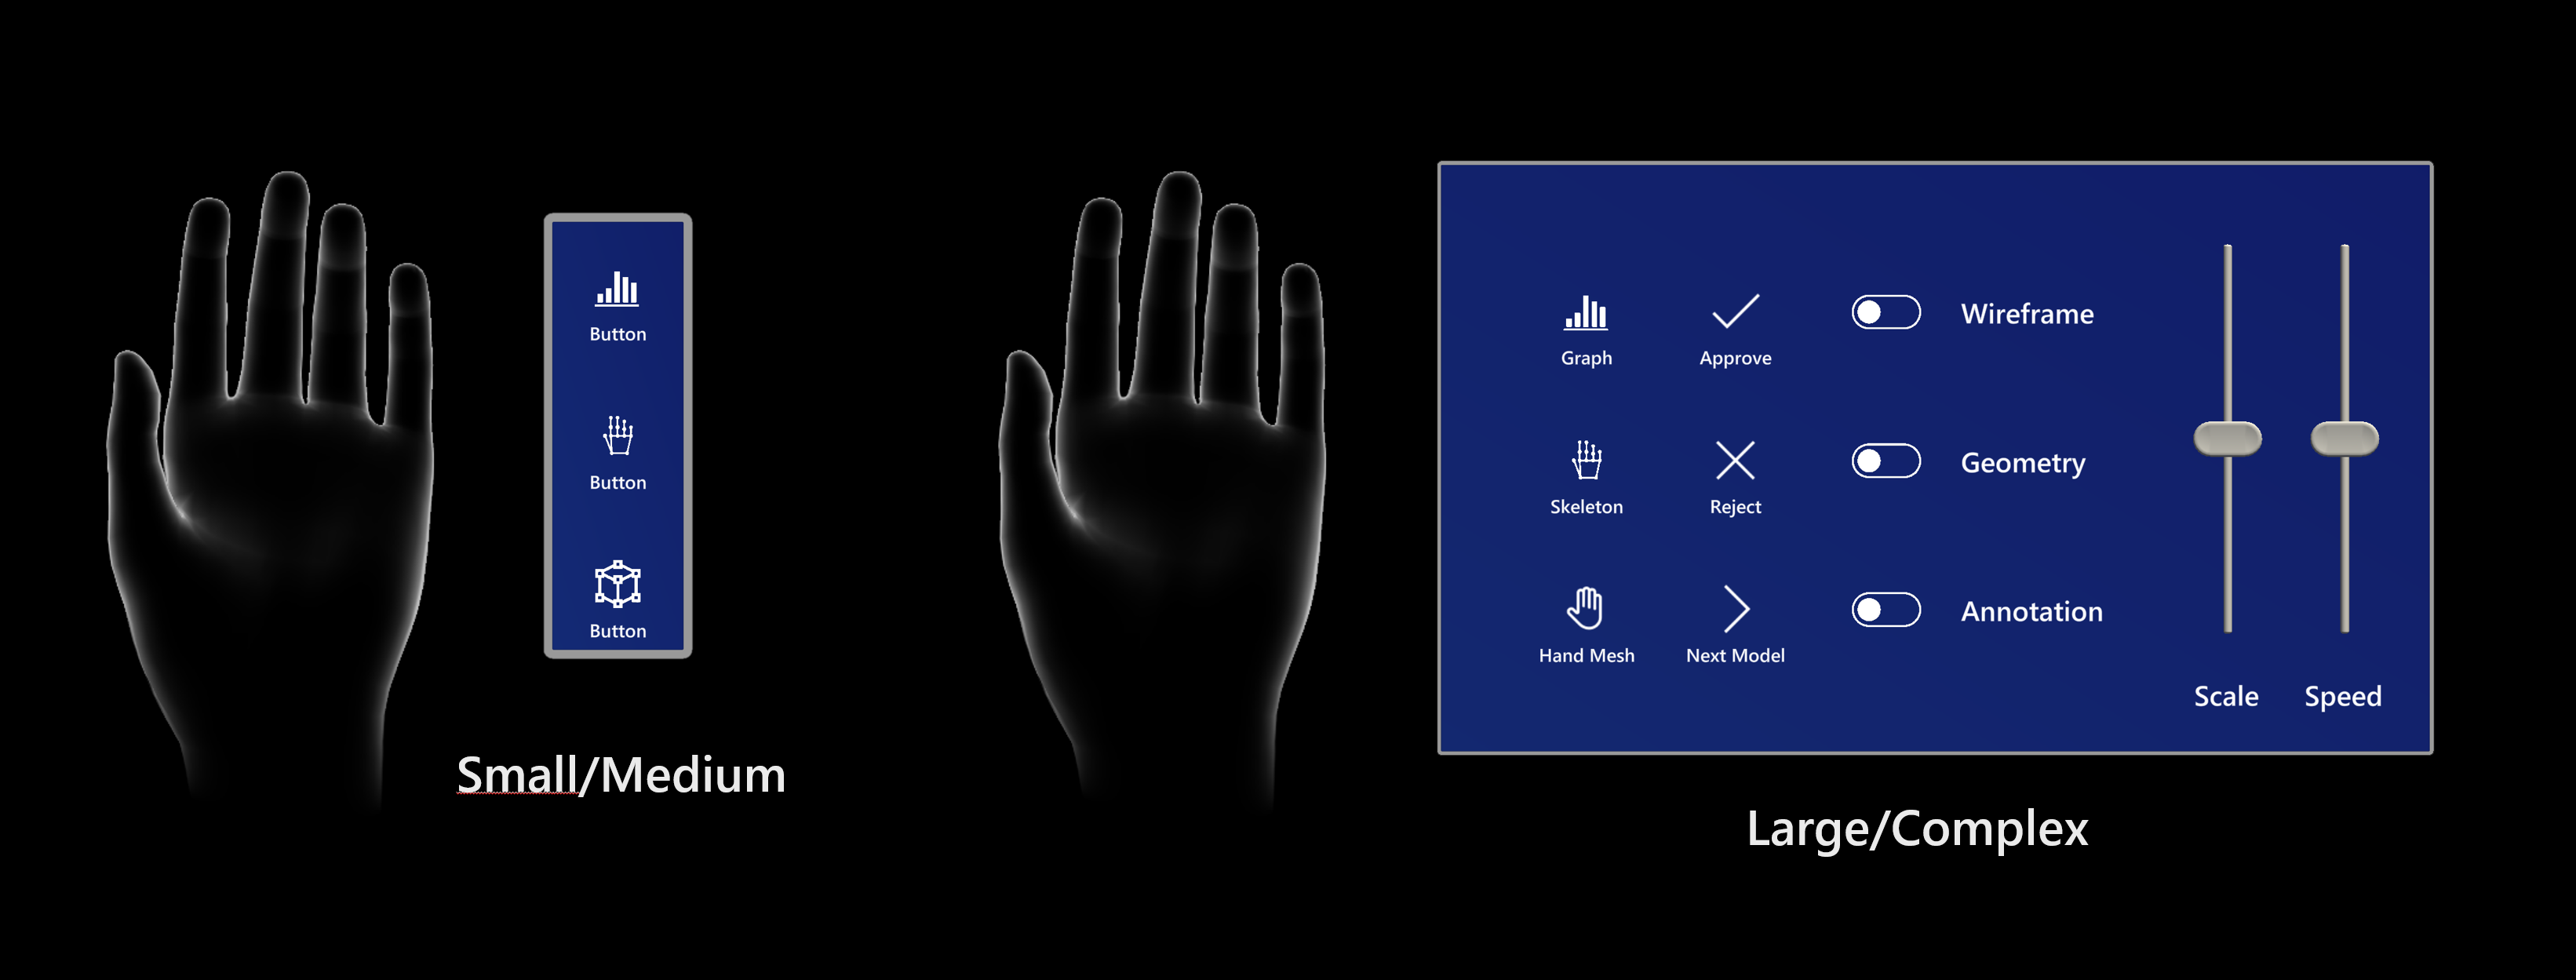 Button
Button
Button
Small/Medium
Graph
Approve
Wireframe
Skeleton
Reject
Geometry
Hand Mesh
Next Model
Annotation
Scale
Speed
Large/Complex